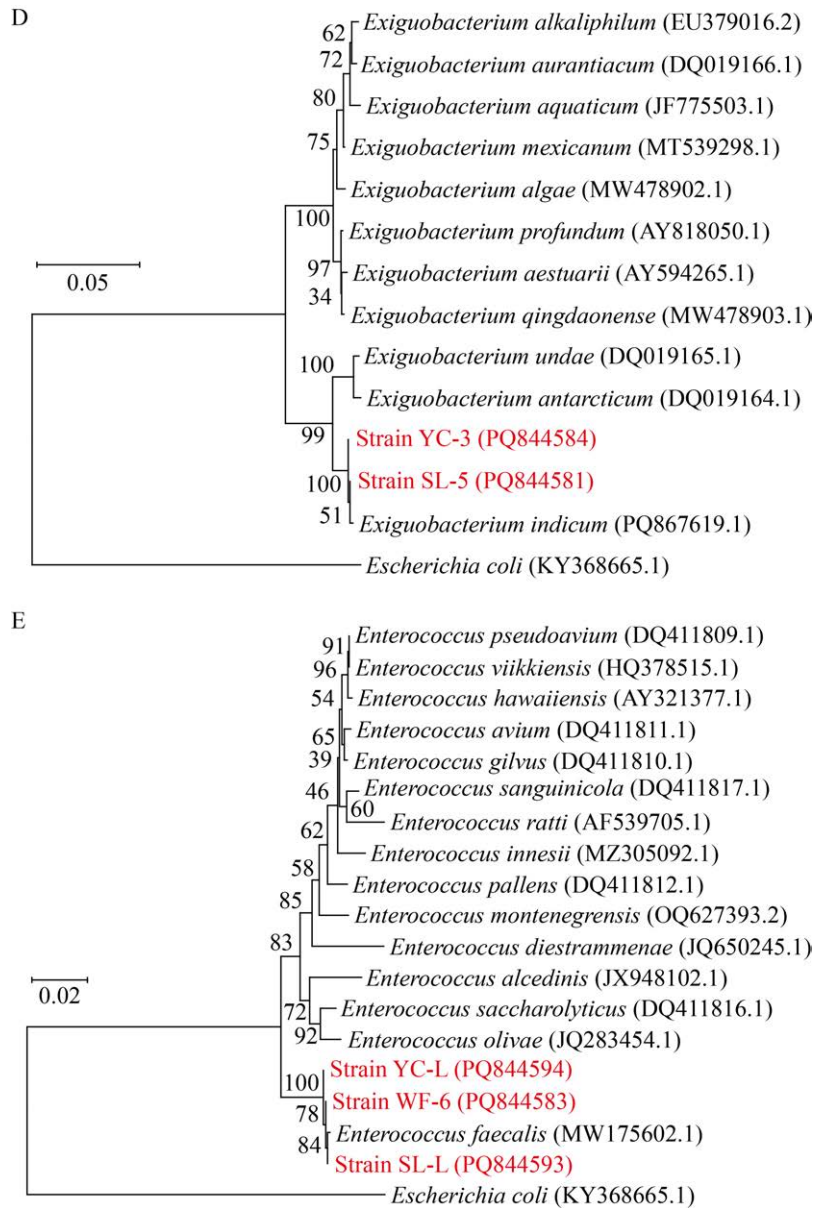 D
62
Exiguobacterium alkaliphilum (EU379016.2)
72
Exiguobacterium aurantiacum (DQ019166.1)
80
Exiguobacterium aquaticum (JF775503.1)
75
Exiguobacterium mexicanum (MT539298.1)
Exiguobacterium algae (MW478902.1)
100
Exiguobacterium profundum (AY818050.1)
0.05
97
Exiguobacterium aestuarii (AY594265.1)
34
Exiguobacterium qingdaonense (MW478903.1)
100
Exiguobacterium undae (DQ019165.1)
Exiguobacterium antarcticum (DQ019164.1)
99
Strain YC-3 (PQ844584)
100
Strain SL-5 (PQ844581)
51
Exiguobacterium indicum (PQ867619.1)
Escherichia coli (KY368665.1)
E
91
Enterococcus pseudoavium (DQ411809.1)
96
Enterococcus viikkiensis (HQ378515.1)
54
Enterococcus hawaiiensis (AY321377.1)
65
Enterococcus avium (DQ411811.1)
39
Enterococcus gilvus (DQ411810.1)
46
Enterococcus sanguinicola (DQ411817.1)
60
62
Enterococcus ratti (AF539705.1)
Enterococcus innesii (MZ305092.1)
58
Enterococcus pallens (DQ411812.1)
85
Enterococcus montenegrensis (OQ627393.2)
83
Enterococcus diestrammenae (JQ650245.1)
0.02
Enterococcus alcedinis (JX948102.1)
72
Enterococcus saccharolyticus (DQ411816.1)
92
Enterococcus olivae (JQ283454.1)
100
Strain YC-L (PQ844594)
78
Strain WF-6 (PQ844583)
84
Enterococcus faecalis (MW175602.1)
Strain SL-L (PQ844593)
Escherichia coli (KY368665.1)